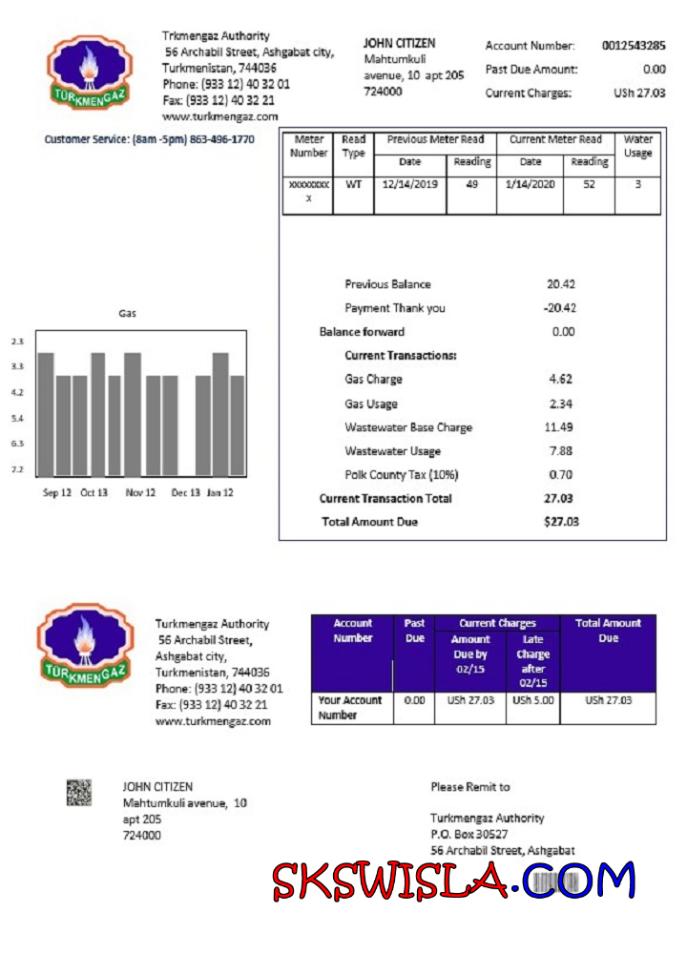 TÜRKMENGAZ
Trkmengaz Authority
56 Archabil Street, Ashgabat city,
Turkmenistan, 744036
Phone: (933 12) 40 32 01
Fax: (933 12) 40 32 21
www.turkmengaz.com
JOHN CITIZEN
Mahtumkuli
avenue, 10 apt 205
724000
Account Number: 0012543285
Past Due Amount: 0.00
Current Charges: USh 27.03
Customer Service: (8am -5pm) 863-496-1770
Meter Number Read Type Previous Meter Read Current Meter Read Water Usage
Date Reading Date Reading
xxxxxxxxx
x
WT 12/14/2019 49 1/14/2020 52 3
Previous Balance 20.42
Payment Thank you -20.42
Balance forward 0.00
Current Transactions:
Gas Charge 4.62
Gas Usage 2.34
Wastewater Base Charge 11.49
Wastewater Usage 7.88
Polk County Tax (10%) 0.70
Current Transaction Total 27.03
Total Amount Due $27.03
Gas
2.3
3.3
4.2
5.4
6.3
7.2
Sep 12 Oct 13 Nov 12 Dec 13 Jan 12
TÜRKMENGAZ
Turkmengaz Authority
56 Archabil Street,
Ashgabat city,
Turkmenistan, 744036
Phone: (933 12) 40 32 01
Fax: (933 12) 40 32 21
www.turkmengaz.com
Account Number Past Due Current Charges Total Amount Due
Amount Due by 02/15 Late Charge after 02/15
Your Account Number 0.00 USh 27.03 USh 5.00 USh 27.03
JOHN CITIZEN
Mahtumkuli avenue, 10
apt 205
724000
Please Remit to
Turkmengaz Authority
P.O. Box 30527
56 Archabil Street, Ashgabat
SKSWISLA.COM